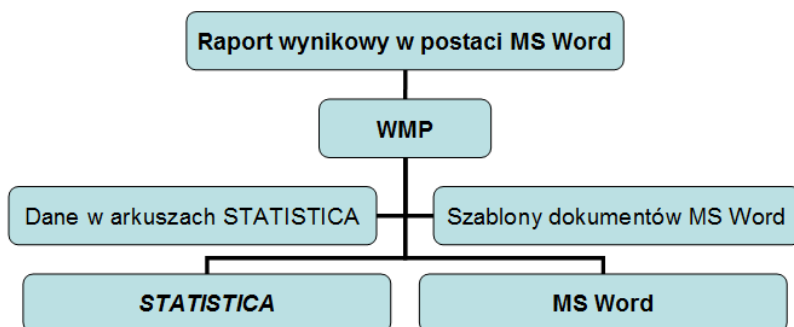 Raport wynikowy w postaci MS Word
WMP
Dane w arkuszach STATISTICA
Szablony dokumentów MS Word
STATISTICA
MS Word